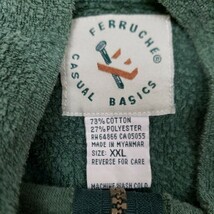 FERRUCHE
CASUAL BASICS
73% COTTON
27% POLYESTER
RN 64866 CA 05055
MADE IN MYANMAR
SIZE: XXL
REVERSE FOR CARE
MACHINE WASH COLD